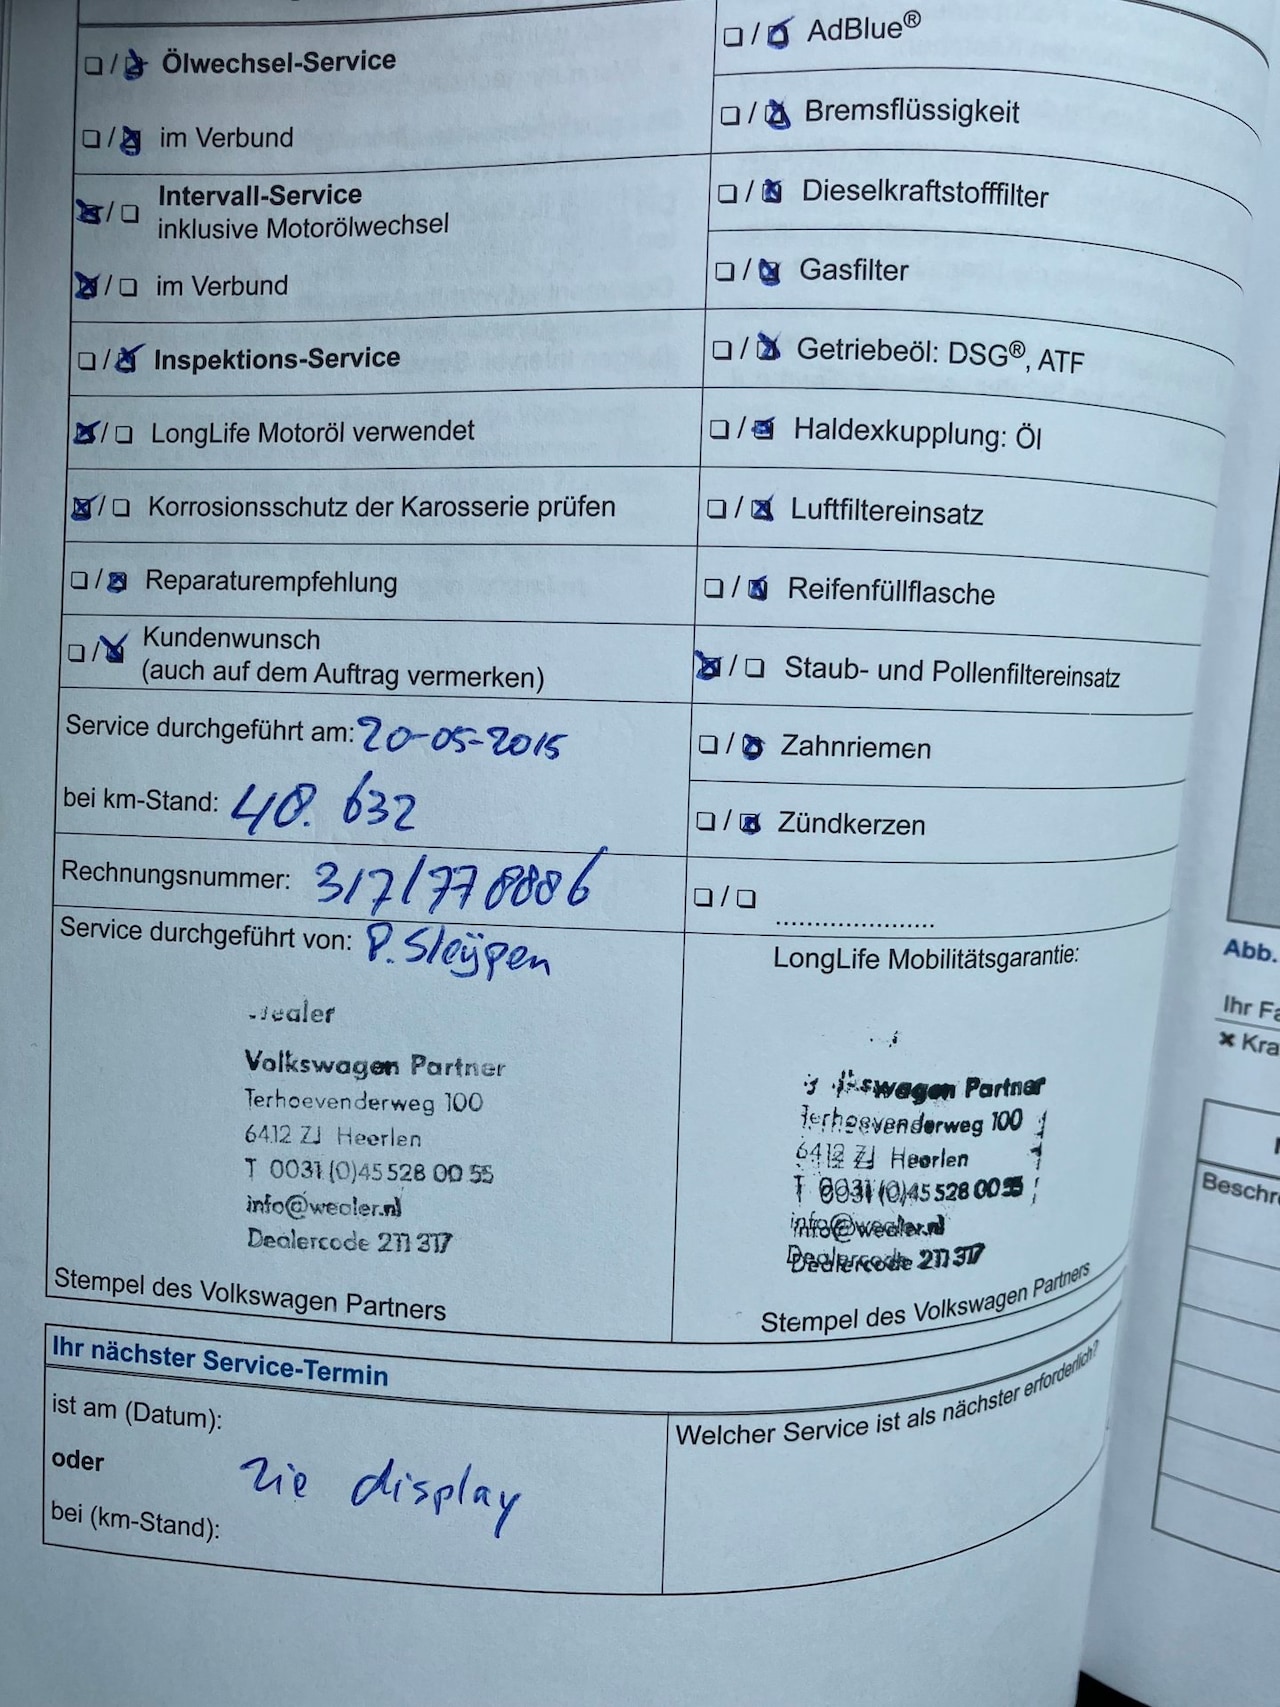 Ölwechsel-Service
im Verbund
Intervall-Service
inklusive Motorölwechsel
im Verbund
Inspektions-Service
LongLife Motoröl verwendet
Korrosionsschutz der Karosserie prüfen
Reparaturempfehlung
Kundenwunsch
(auch auf dem Auftrag vermerken)
Service durchgeführt am: 20-05-2015
bei km-Stand: 40.632
Rechnungsnummer: 317/778886
Service durchgeführt von: P. Sleÿpen
Volkswagen Partner
Terhoevenderweg 100
6412 ZJ Heerlen
T 0031 (0)45 528 00 55
info@wealer.nl
Dealercode 211 317
Stempel des Volkswagen Partners
AdBlue®
Bremsflüssigkeit
Dieselkraftstofffilter
Gasfilter
Getriebeöl: DSG®, ATF
Haldexkupplung: Öl
Luftfiltereinsatz
Reifenfüllflasche
Staub- und Pollenfiltereinsatz
Zahnriemen
Zündkerzen
LongLife Mobilitätsgarantie:
Partner
Terhoevenderweg 100
6412 ZJ Heerlen
T 0031 (0)45 528 00 55
info@wealer.nl
Dealercode 211 317
Stempel des Volkswagen Partners
Ihr nächster Service-Termin
ist am (Datum):
oder
zie display
bei (km-Stand):
Welcher Service ist als nächster erforderlich?
Abb.
Ihr